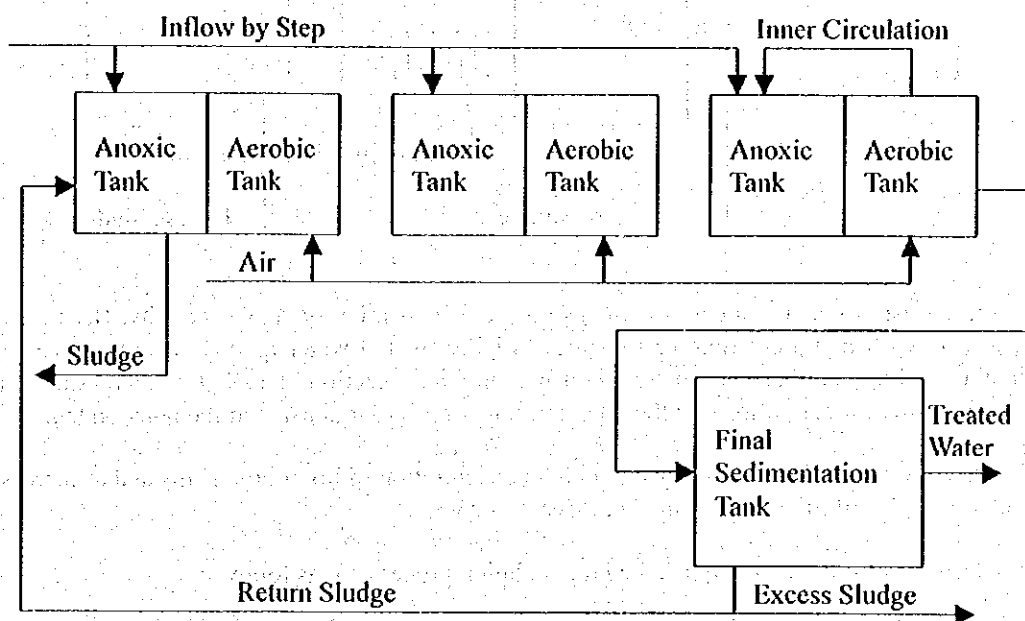 Inflow by Step
Inner Circulation
Anoxic
Tank
Aerobic
Tank
Anoxic
Tank
Aerobic
Tank
Anoxic
Tank
Aerobic
Tank
Air
Sludge
Final
Sedimentation
Tank
Treated
Water
Return Sludge
Excess Sludge